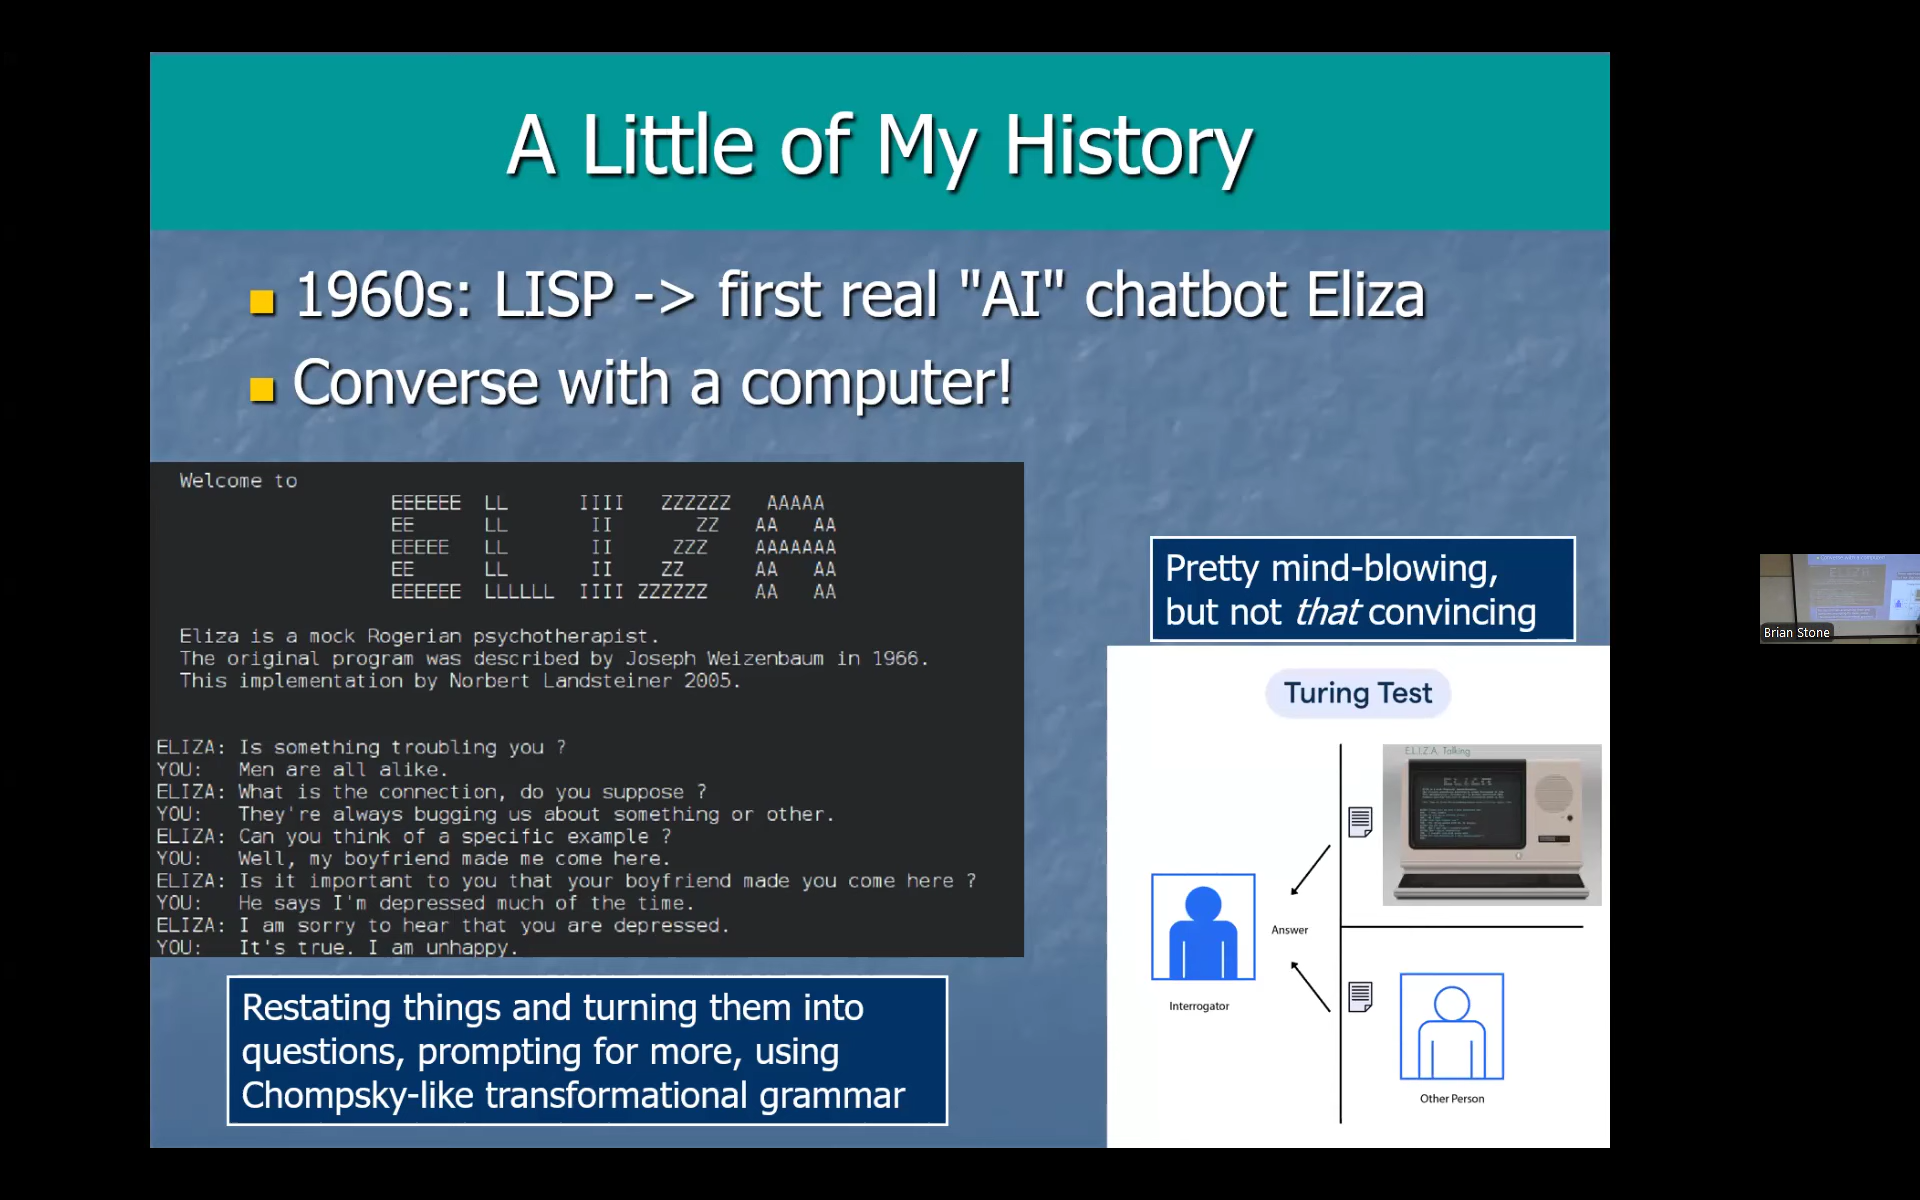 A Little of My History
1960s: LISP -> first real "AI" chatbot Eliza
Converse with a computer!
Welcome to
EEEEEE LL IIII ZZZZZZ AAAAA
EE LL II ZZ AA AA
EEEEE LL II ZZZ AAAAAAA
EE LL II ZZ AA AA
EEEEEE LLLLLL IIII ZZZZZZ AA AA
Eliza is a mock Rogerian psychotherapist.
The original program was described by Joseph Weizenbaum in 1966.
This implementation by Norbert Landsteiner 2005.
ELIZA: Is something troubling you ?
YOU: Men are all alike.
ELIZA: What is the connection, do you suppose ?
YOU: They're always bugging us about something or other.
ELIZA: Can you think of a specific example ?
YOU: Well, my boyfriend made me come here.
ELIZA: Is it important to you that your boyfriend made you come here ?
YOU: He says I'm depressed much of the time.
ELIZA: I am sorry to hear that you are depressed.
YOU: It's true. I am unhappy.
Restating things and turning them into
questions, prompting for more, using
Chompsky-like transformational grammar
Pretty mind-blowing,
but not that convincing
Turing Test
E.L.I.Z.A. Talking
ELIZA
Answer
Interrogator
Other Person
Brian Stone